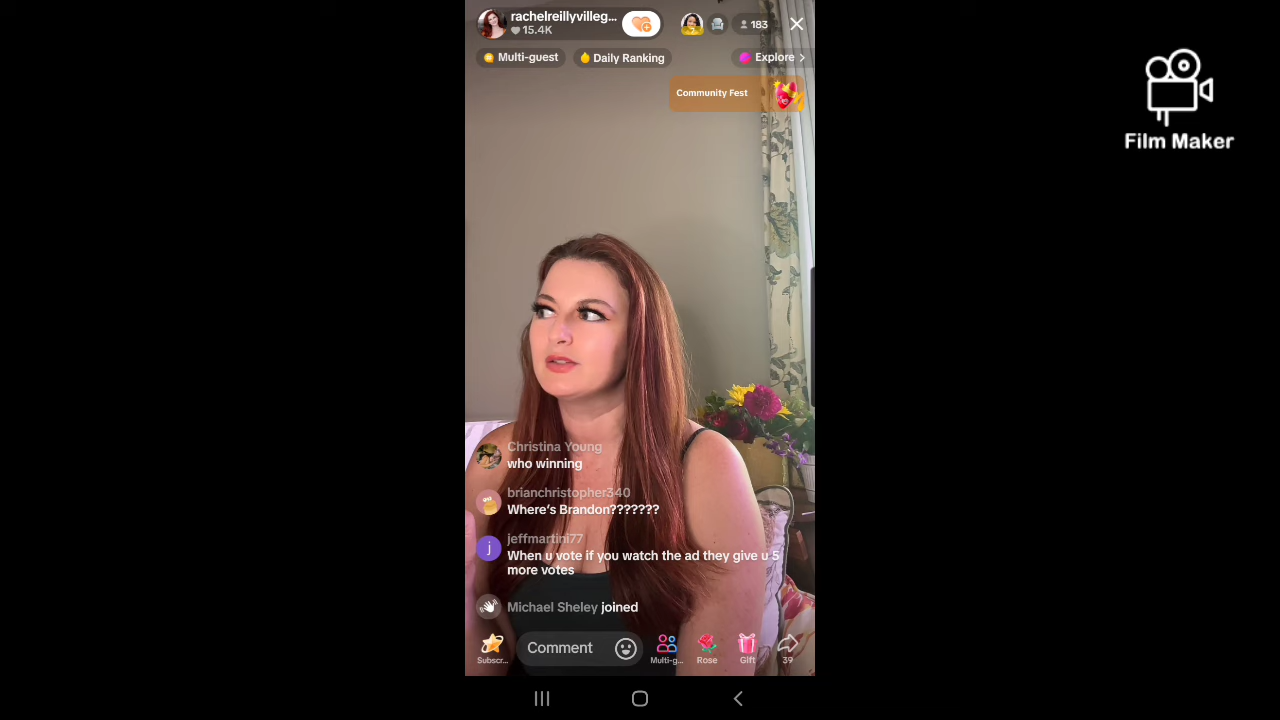 rachelreillyvilleg...
15.4K
183
Multi-guest
Daily Ranking
Explore >
Community Fest
Film Maker
Christina Young
who winning
brianchristopher340
Where's Brandon???????
j
jeffmartini77
When u vote if you watch the ad they give u 5
more votes
Michael Sheley joined
Comment
Subscr...
Multi-g...
Rose
Gift
39